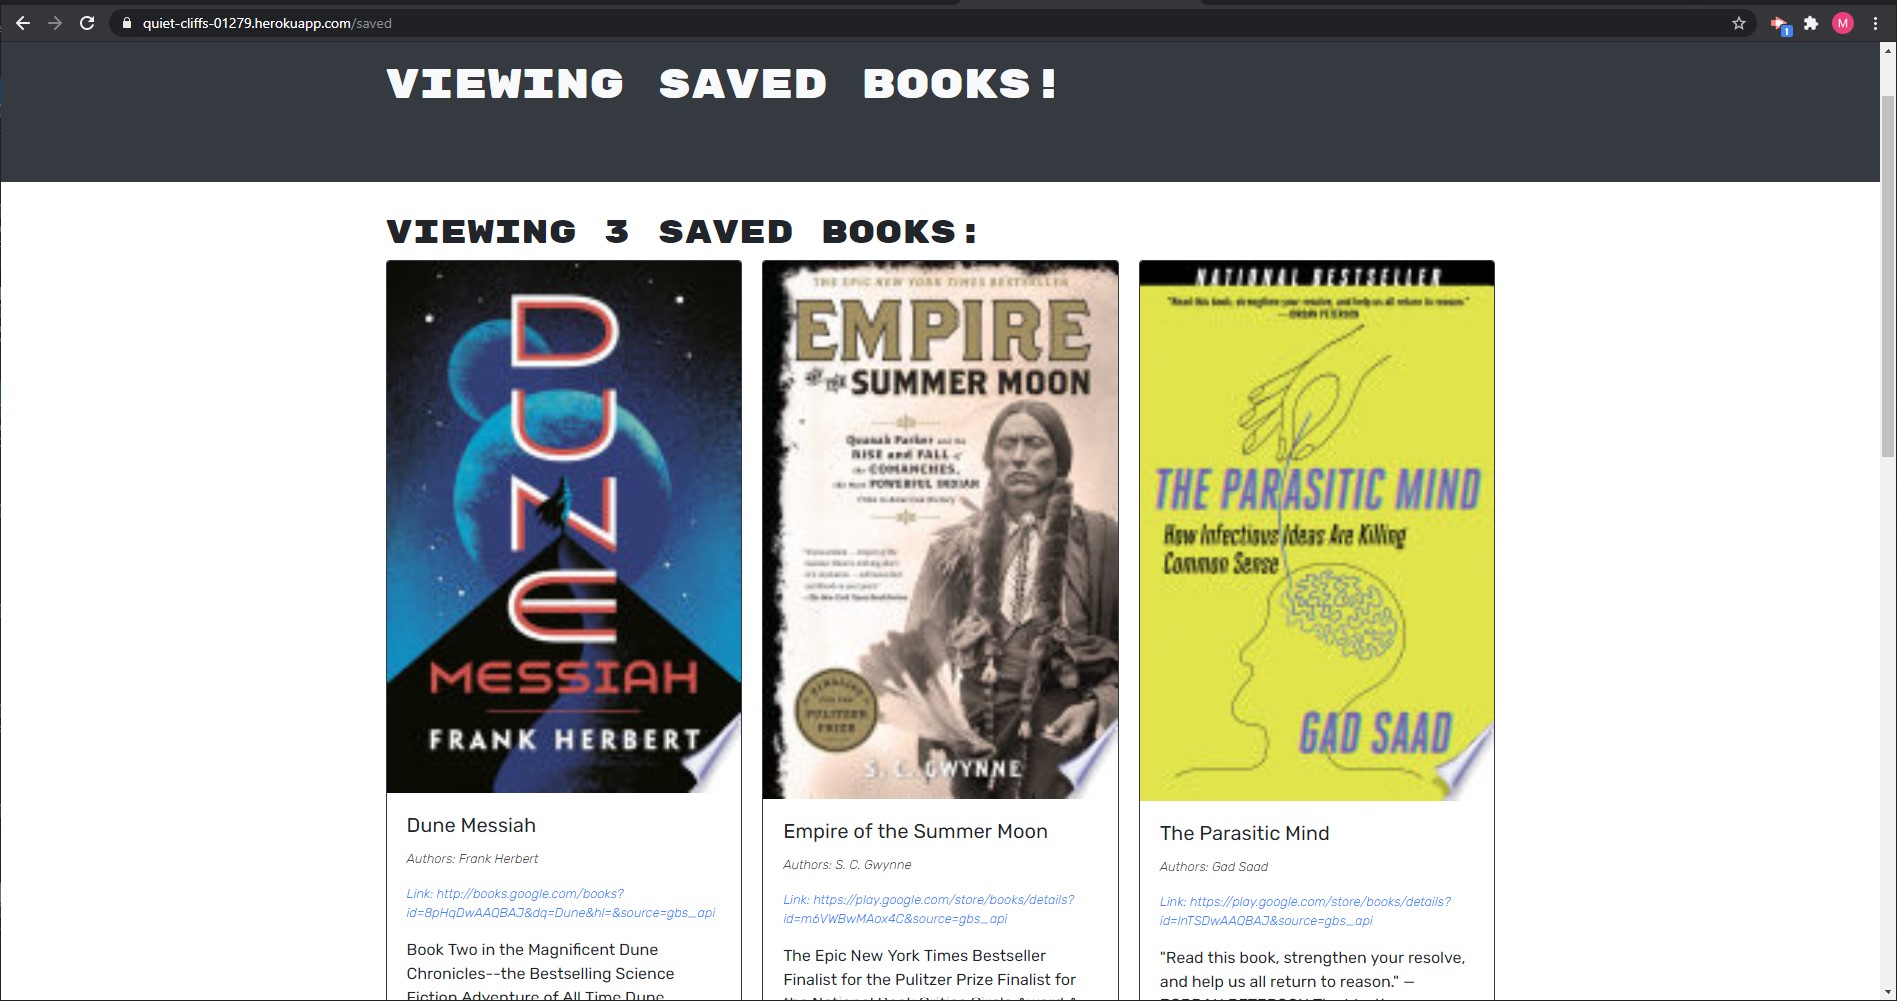 quiet-cliffs-01279.herokuapp.com/saved
1
M
VIEWING SAVED BOOKS!
VIEWING 3 SAVED BOOKS:
DUNE
MESSIAH
FRANK HERBERT
THE EPIC NEW YORK TIMES BESTSELLER
EMPIRE
OF THE SUMMER MOON
Quanah Parker and the
RISE and FALL of
the COMANCHES,
the Most POWERFUL INDIAN
Tribe in American History
FINALIST
FOR THE
PULITZER
PRIZE
S. C. GWYNNE
NATIONAL BESTSELLER
"Read this book, strengthen your resolve, and help us all return to reason."
—JORDAN PETERSON
THE PARASITIC MIND
How Infectious Ideas Are Killing
Common Sense
GAD SAAD
Dune Messiah
Authors: Frank Herbert
Link: http://books.google.com/books?
id=8pHqDwAAQBAJ&dq=Dune&hl=&source=gbs_api
Book Two in the Magnificent Dune
Chronicles--the Bestselling Science
Fiction Adventure of All Time Dune
Empire of the Summer Moon
Authors: S. C. Gwynne
Link: https://play.google.com/store/books/details?
id=m6VWBwMAox4C&source=gbs_api
The Epic New York Times Bestseller
Finalist for the Pulitzer Prize Finalist for
the National Book Critics Circle Award A
The Parasitic Mind
Authors: Gad Saad
Link: https://play.google.com/store/books/details?
id=lnTSDwAAQBAJ&source=gbs_api
"Read this book, strengthen your resolve,
and help us all return to reason." —
JORDAN PETERSON